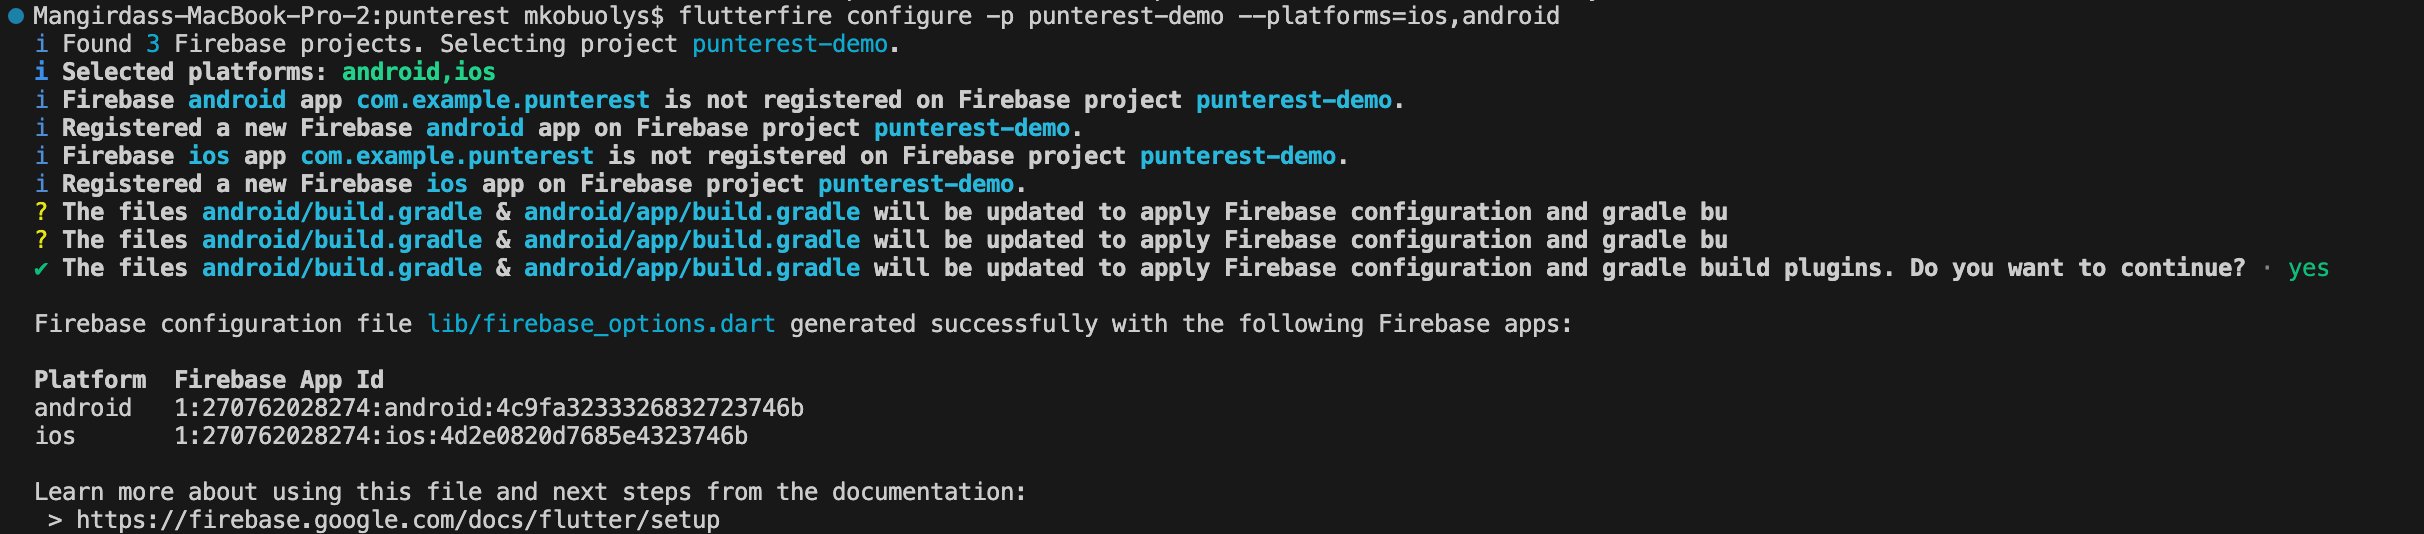 Mangirdass-MacBook-Pro-2:punterest mkobuolys$ flutterfire configure -p punterest-demo --platforms=ios,android
i Found 3 Firebase projects. Selecting project punterest-demo.
i Selected platforms: android,ios
i Firebase android app com.example.punterest is not registered on Firebase project punterest-demo.
i Registered a new Firebase android app on Firebase project punterest-demo.
i Firebase ios app com.example.punterest is not registered on Firebase project punterest-demo.
i Registered a new Firebase ios app on Firebase project punterest-demo.
? The files android/build.gradle & android/app/build.gradle will be updated to apply Firebase configuration and gradle bu
? The files android/build.gradle & android/app/build.gradle will be updated to apply Firebase configuration and gradle bu
✔ The files android/build.gradle & android/app/build.gradle will be updated to apply Firebase configuration and gradle build plugins. Do you want to continue? · yes
Firebase configuration file lib/firebase_options.dart generated successfully with the following Firebase apps:
Platform  Firebase App Id
android   1:270762028274:android:4c9fa3233326832723746b
ios       1:270762028274:ios:4d2e0820d7685e4323746b
Learn more about using this file and next steps from the documentation:
 > https://firebase.google.com/docs/flutter/setup